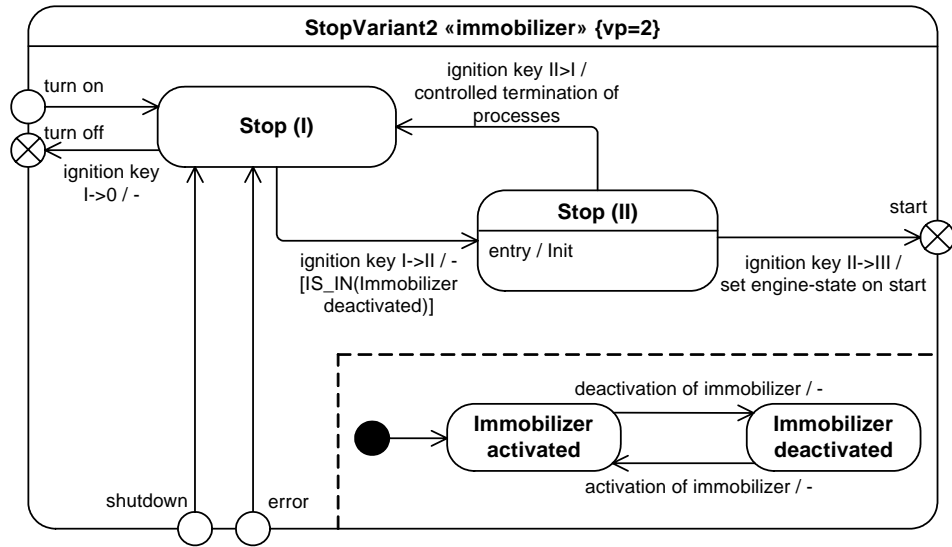 StopVariant2 «immobilizer» {vp=2}
turn on
Stop (I)
ignition key II>I /
controlled termination of
processes
turn off
ignition key
I->0 / -
Stop (II)
entry / Init
start
ignition key I->II / -
[IS_IN(Immobilizer
deactivated)]
ignition key II->III /
set engine-state on start
deactivation of immobilizer / -
Immobilizer
activated
Immobilizer
deactivated
activation of immobilizer / -
shutdown
error